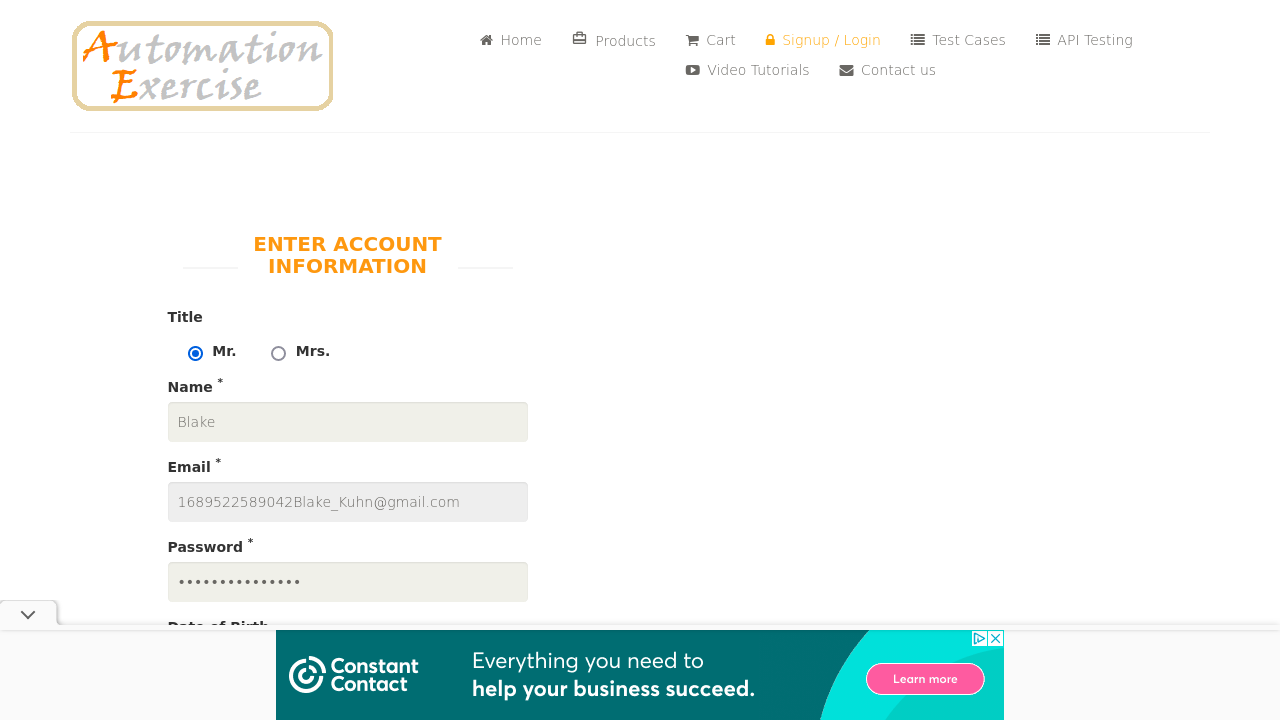 Automation
Exercise
Home
Products
Cart
Signup / Login
Test Cases
API Testing
Video Tutorials
Contact us
ENTER ACCOUNT
INFORMATION
Title
Mr.
Mrs.
Name *
Blake
Email *
1689522589042Blake_Kuhn@gmail.com
Password *
•••••••••••••••
Date of Birth
Constant
Contact
Everything you need to
help your business succeed.
Learn more